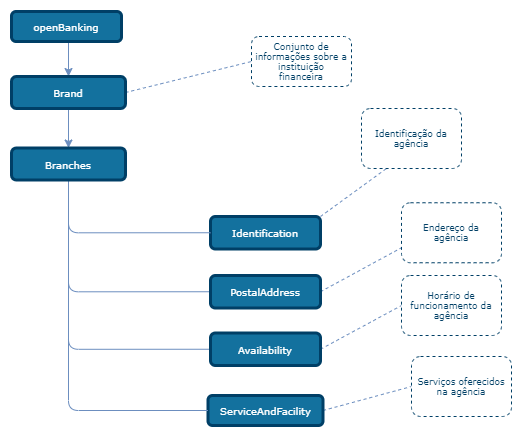 openBanking
Conjunto de
informações sobre a
instituição
financeira
Brand
Identificação da
agência
Branches
Identification
Endereço da
agência
PostalAddress
Horário de
funcionamento da
agência
Availability
Serviços oferecidos
na agência
ServiceAndFacility